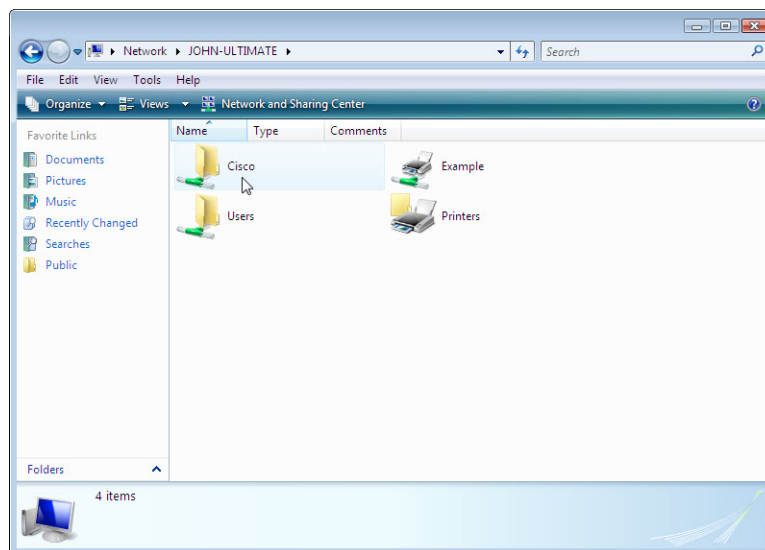 Network JOHN-ULTIMATE Search
File Edit View Tools Help
Organize Views Network and Sharing Center
Favorite Links
Documents
Pictures
Music
Recently Changed
Searches
Public
Folders
Name Type Comments
Cisco Example
Users Printers
4 items